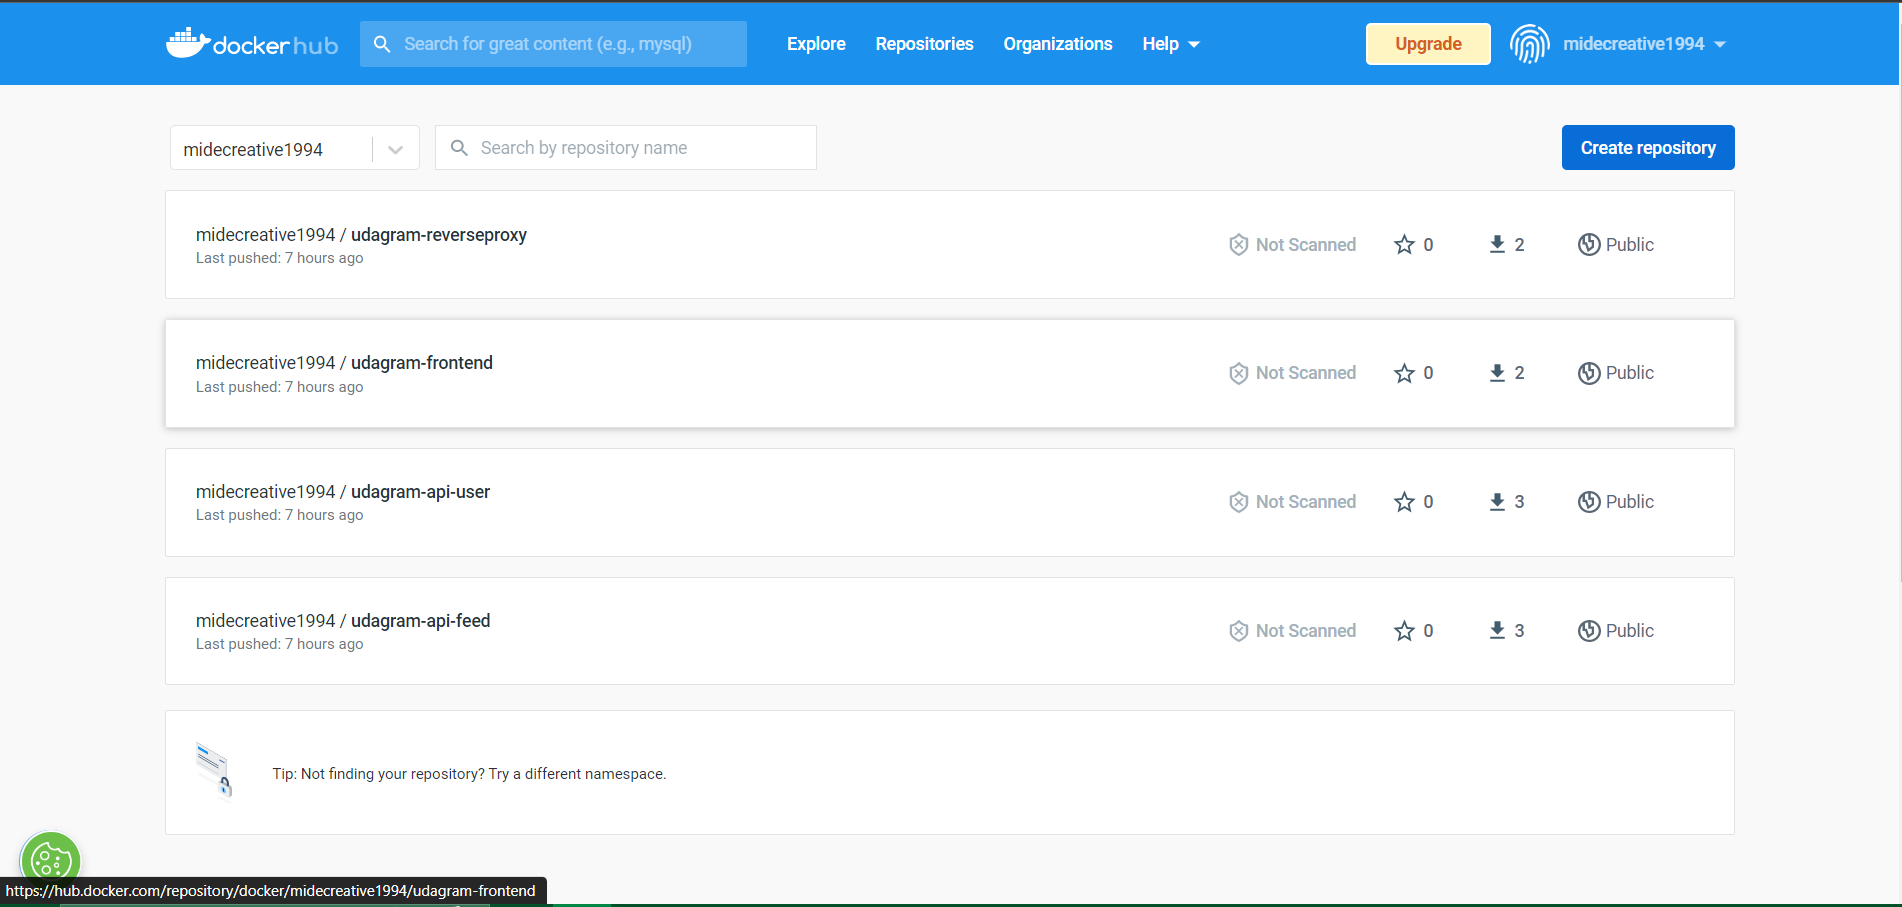 docker hub
Search for great content (e.g., mysql)
Explore
Repositories
Organizations
Help
Upgrade
midecreative1994
midecreative1994
Search by repository name
Create repository
midecreative1994 / udagram-reverseproxy
Last pushed: 7 hours ago
Not Scanned
0
2
Public
midecreative1994 / udagram-frontend
Last pushed: 7 hours ago
Not Scanned
0
2
Public
midecreative1994 / udagram-api-user
Last pushed: 7 hours ago
Not Scanned
0
3
Public
midecreative1994 / udagram-api-feed
Last pushed: 7 hours ago
Not Scanned
0
3
Public
Tip: Not finding your repository? Try a different namespace.
https://hub.docker.com/repository/docker/midecreative1994/udagram-frontend